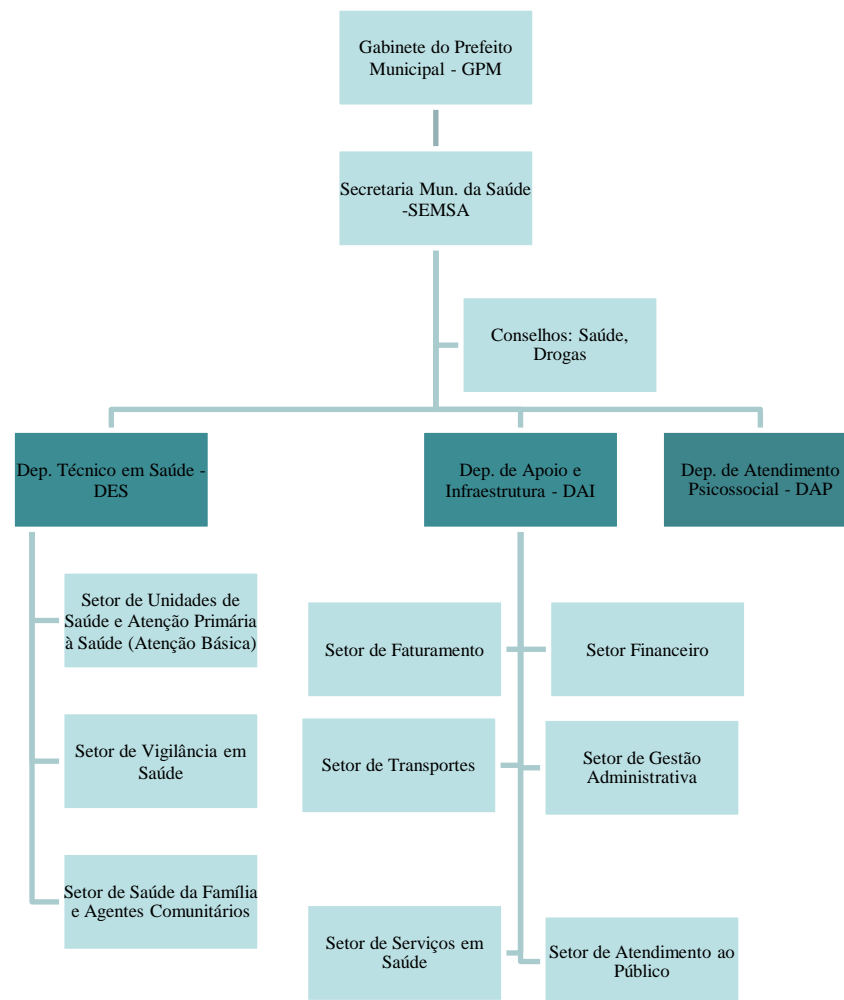 Gabinete do Prefeito
Municipal - GPM
Secretaria Mun. da Saúde
-SEMSA
Conselhos: Saúde,
Drogas
Dep. Técnico em Saúde -
DES
Dep. de Apoio e
Infraestrutura - DAI
Dep. de Atendimento
Psicossocial - DAP
Setor de Unidades de
Saúde e Atenção Primária
à Saúde (Atenção Básica)
Setor de Faturamento
Setor Financeiro
Setor de Vigilância em
Saúde
Setor de Transportes
Setor de Gestão
Administrativa
Setor de Saúde da Família
e Agentes Comunitários
Setor de Serviços em
Saúde
Setor de Atendimento ao
Público